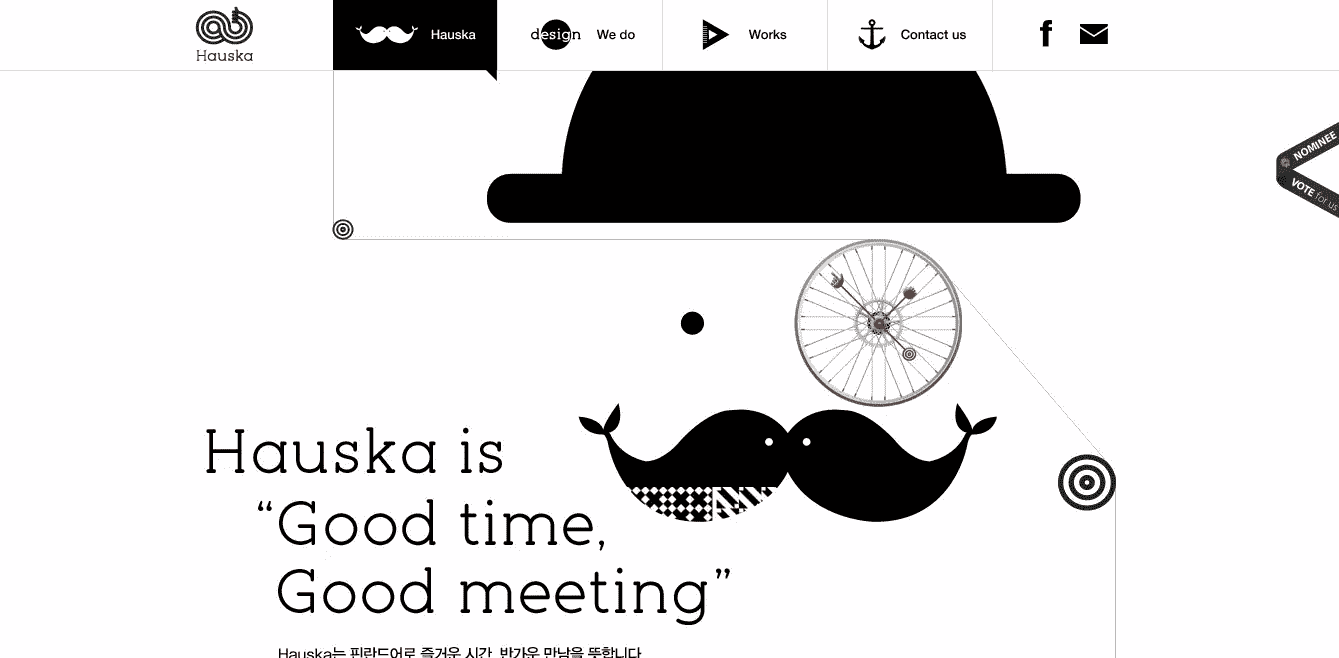 Hauska
Hauska
design We do
Works
Contact us
NOMINEE
VOTE for us
Hauska is
“Good time,
Good meeting”
Hauska는 핀란드어로 즐거운 시간, 반가운 만남을 뜻합니다